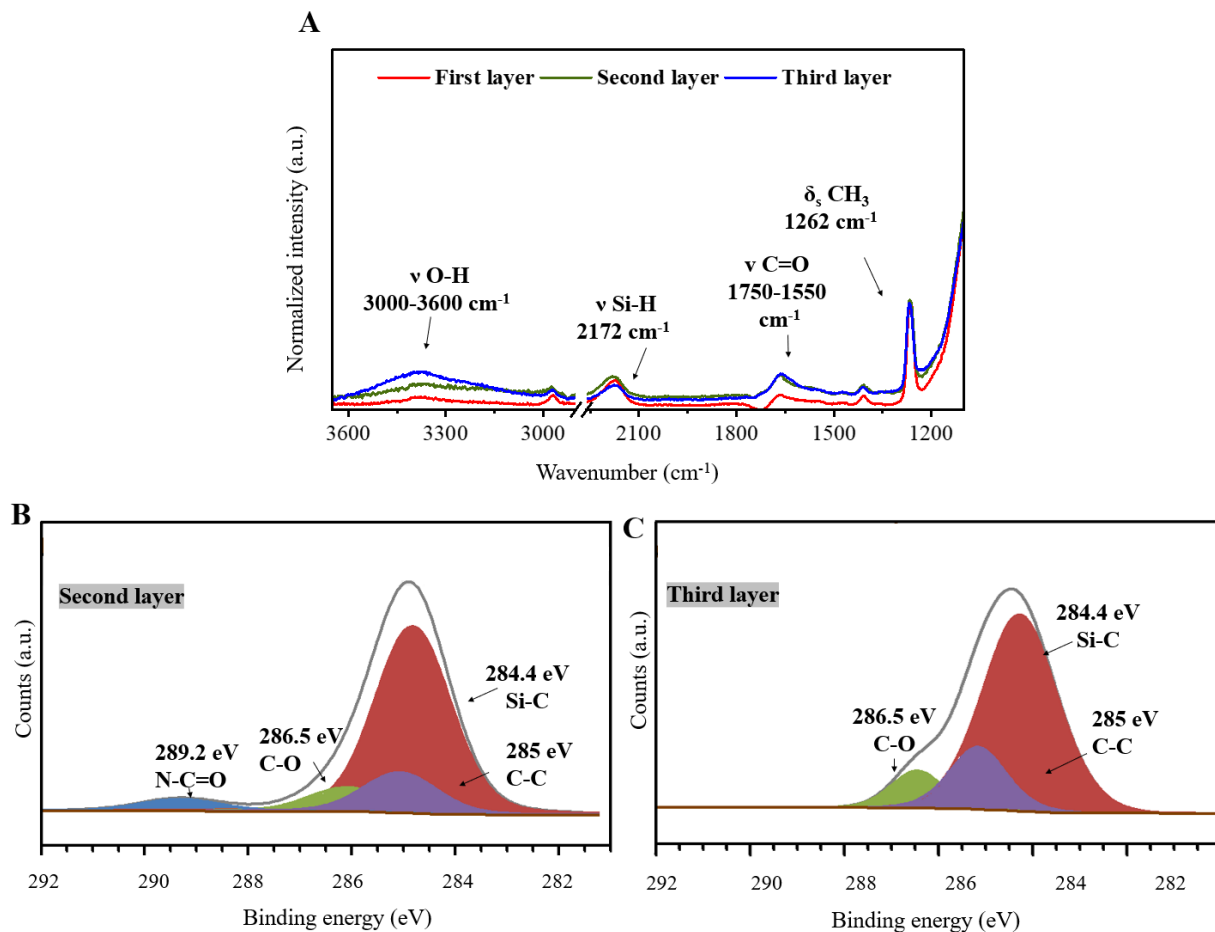 A
First layer Second layer Third layer
Normalized intensity (a.u.)
ν O-H
3000-3600 cm⁻¹
ν Si-H
2172 cm⁻¹
ν C=O
1750-1550
cm⁻¹
δₛ CH₃
1262 cm⁻¹
3600 3300 3000 2100 1800 1500 1200
Wavenumber (cm⁻¹)
B
Second layer
Counts (a.u.)
289.2 eV
N-C=O
286.5 eV
C-O
284.4 eV
Si-C
285 eV
C-C
292 290 288 286 284 282
Binding energy (eV)
C
Third layer
Counts (a.u.)
286.5 eV
C-O
284.4 eV
Si-C
285 eV
C-C
292 290 288 286 284 282
Binding energy (eV)